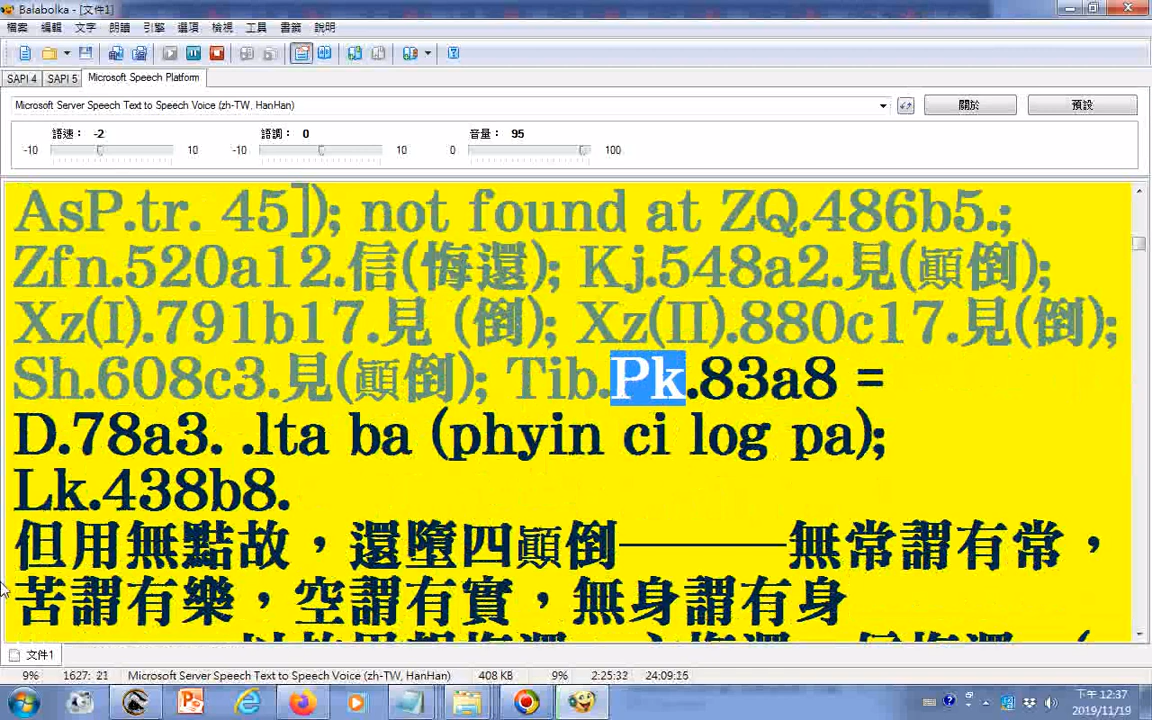 Balabolka - [文件1]
檔案 編輯 文字 朗讀 引擎 選項 檢視 工具 書籤 說明
SAPI 4 SAPI 5 Microsoft Speech Platform
Microsoft Server Speech Text to Speech Voice (zh-TW, HanHan) 關於 預設
語速： -2 語調： 0 音量： 95
-10 10 -10 10 0 100
AsP.tr. 45]); not found at ZQ.486b5.;
Zfn.520a12.信(悔還); Kj.548a2.見(顚倒);
Xz(I).791b17.見 (倒); Xz(II).880c17.見(倒);
Sh.608c3.見(顚倒); Tib.Pk.83a8 =
D.78a3. .lta ba (phyin ci log pa);
Lk.438b8.
但用無黠故，還墮四顚倒———無常謂有常，
苦謂有樂，空謂有實，無身謂有身
文件1
9% 1627: 21 Microsoft Server Speech Text to Speech Voice (zh-TW, HanHan) 408 KB 9% 2:25:32 24:09:15
下午 12:37
2019/11/19